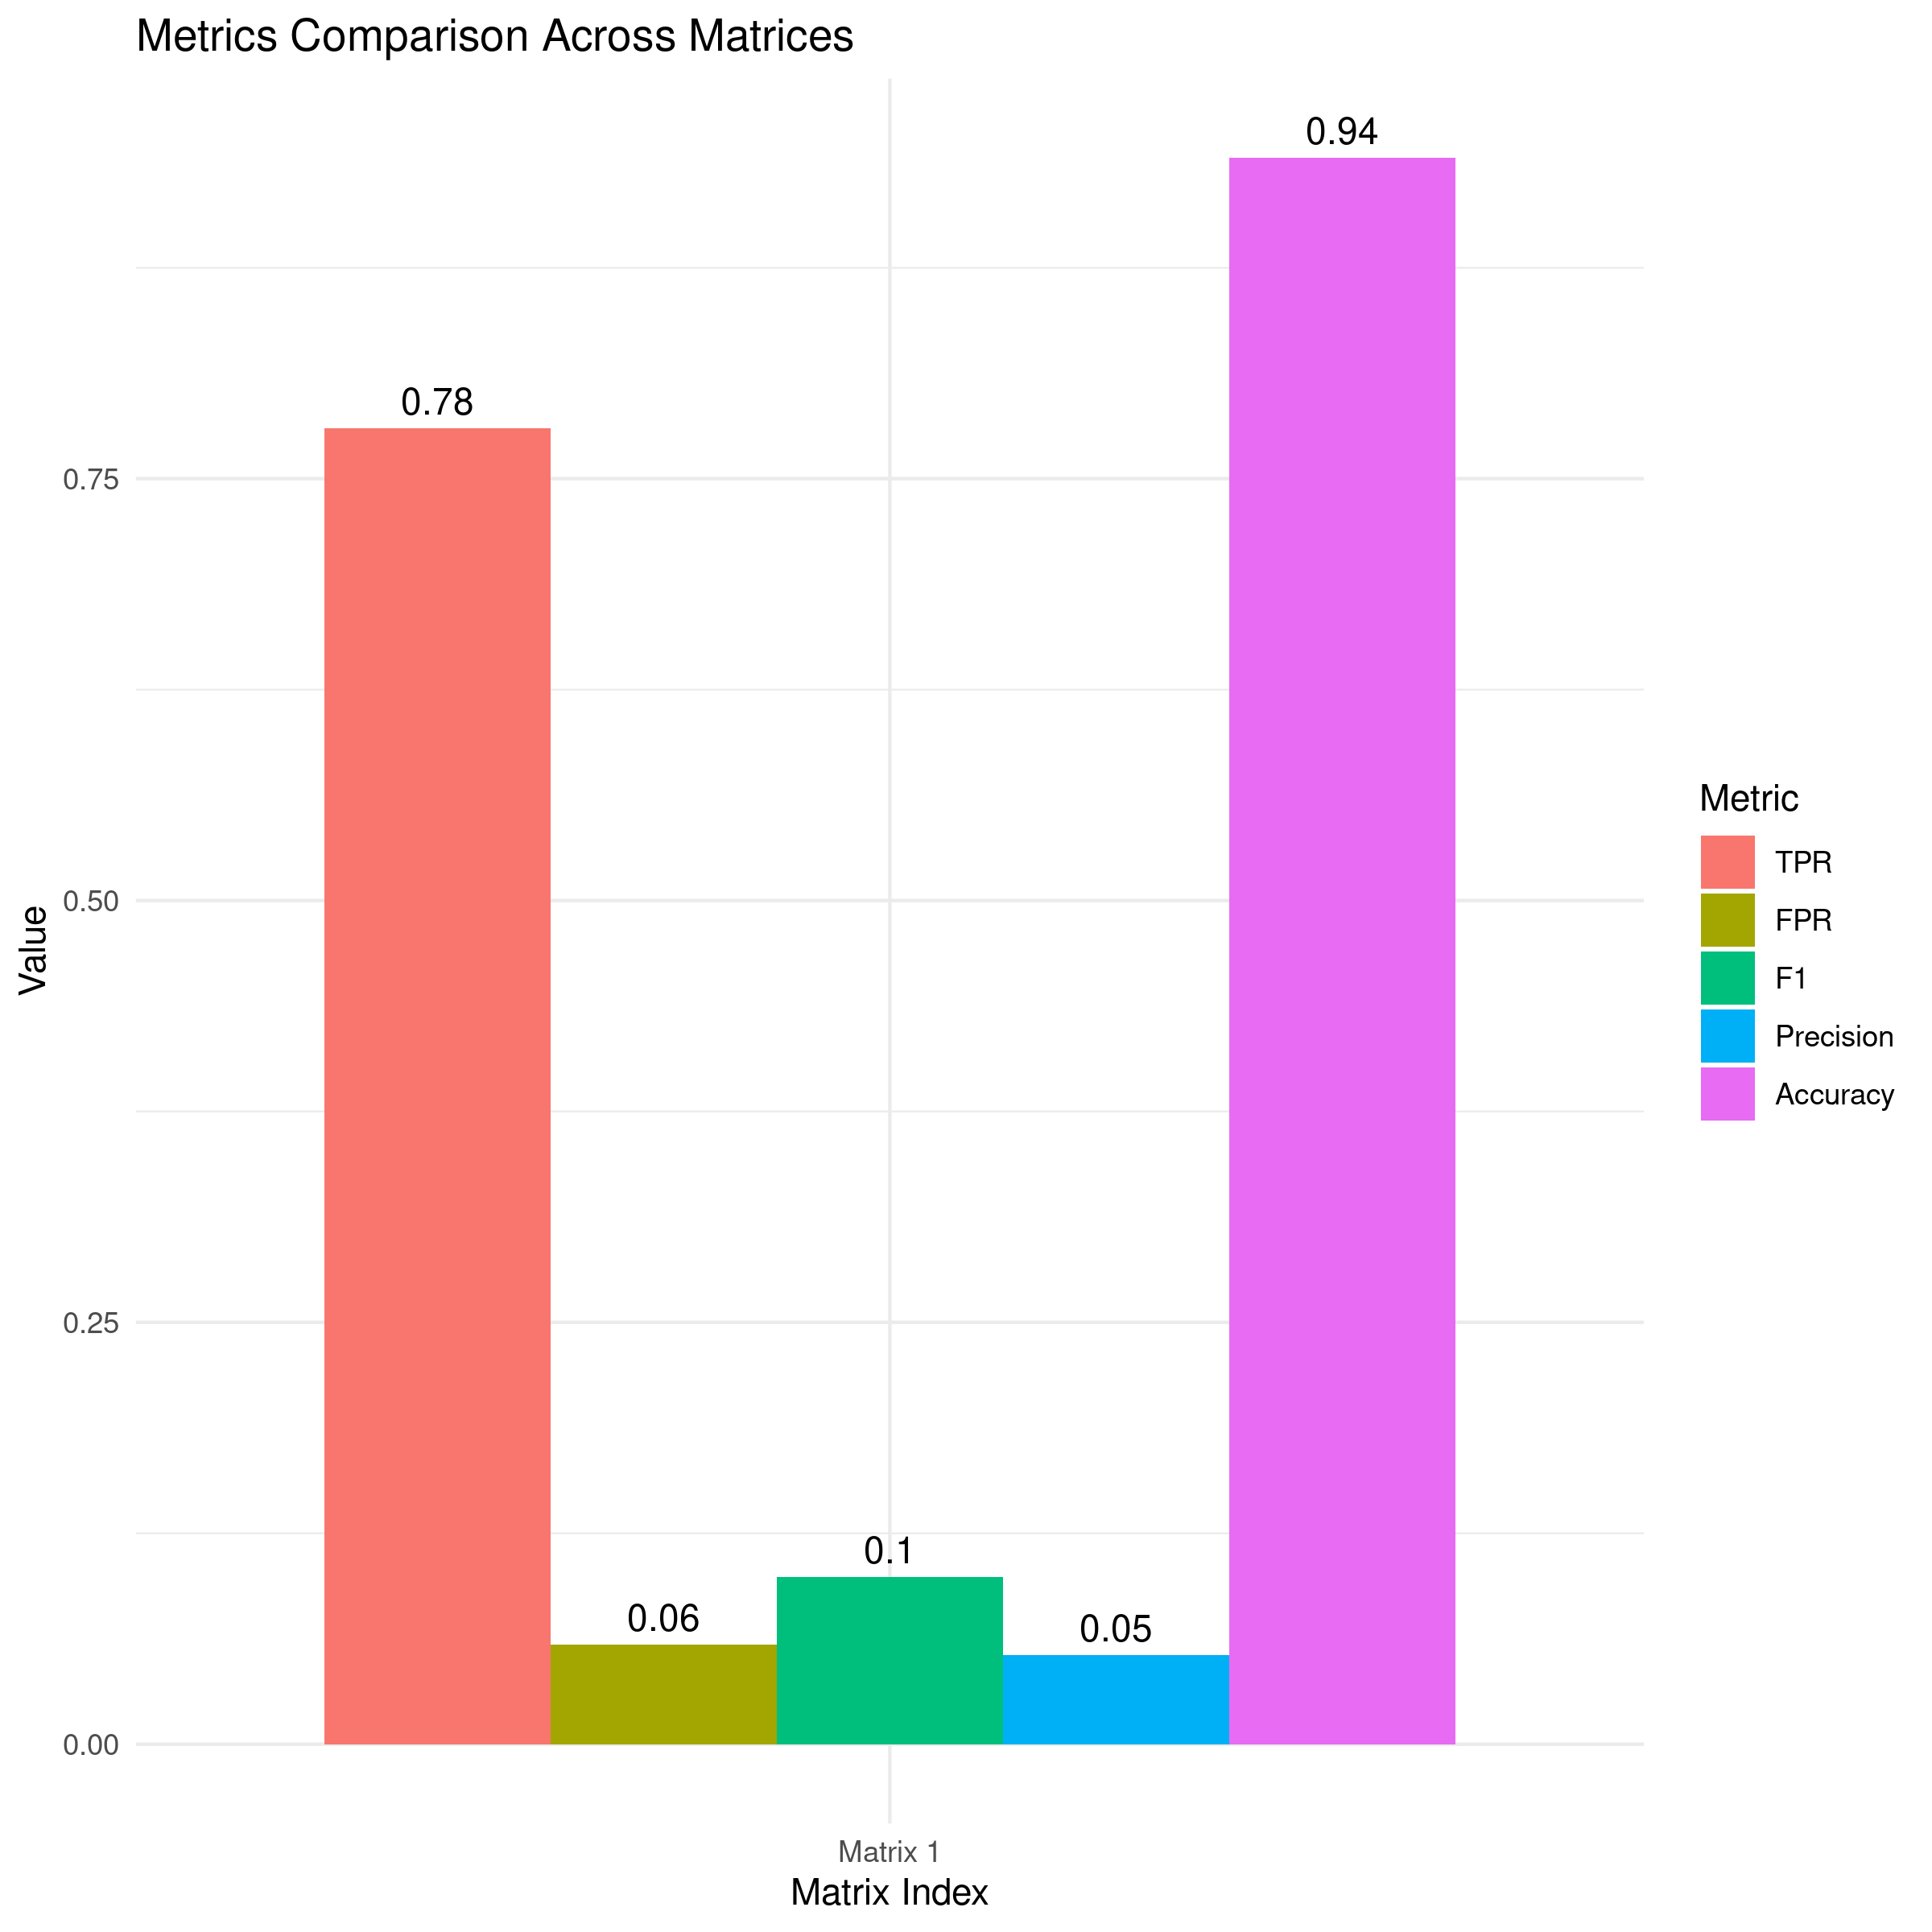 Metrics Comparison Across Matrices
0.94
0.78
0.75
0.50
0.25
0.00
0.06
0.1
0.05
Value
Matrix 1
Matrix Index
Metric
TPR
FPR
F1
Precision
Accuracy